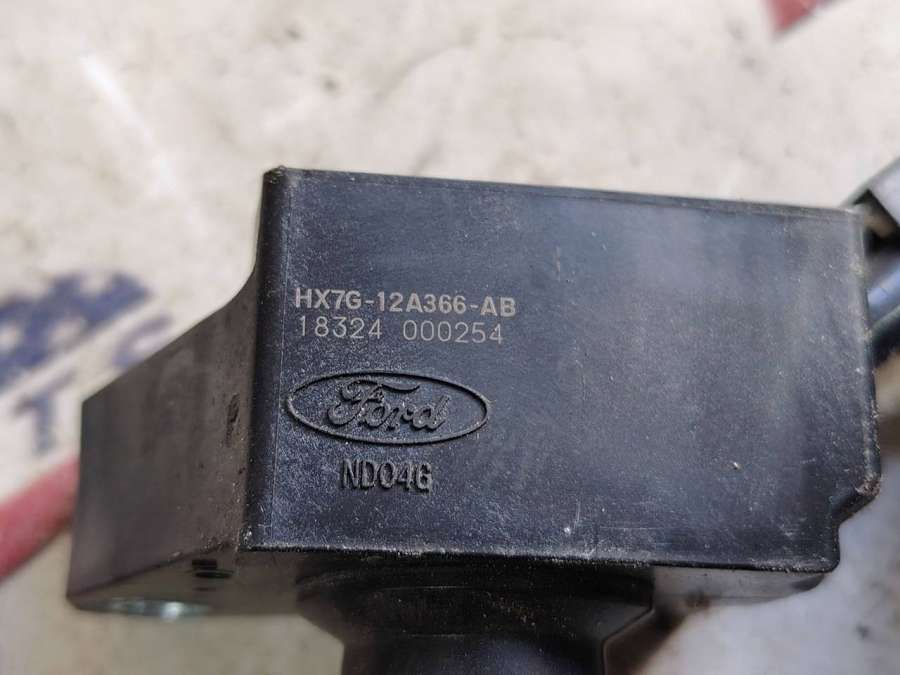 HX7G-12A366-AB
18324 000254
Ford
ND04G